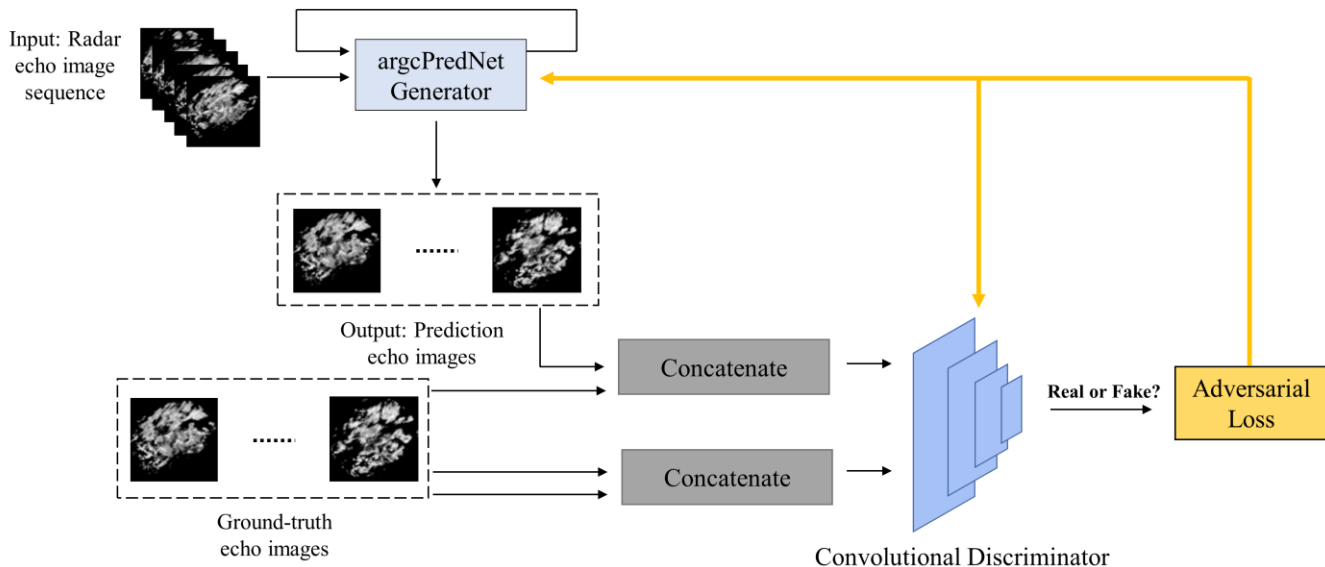 Input: Radar
echo image
sequence
argcPredNet
Generator
Output: Prediction
echo images
Concatenate
Real or Fake?
Adversarial
Loss
Concatenate
Ground-truth
echo images
Convolutional Discriminator